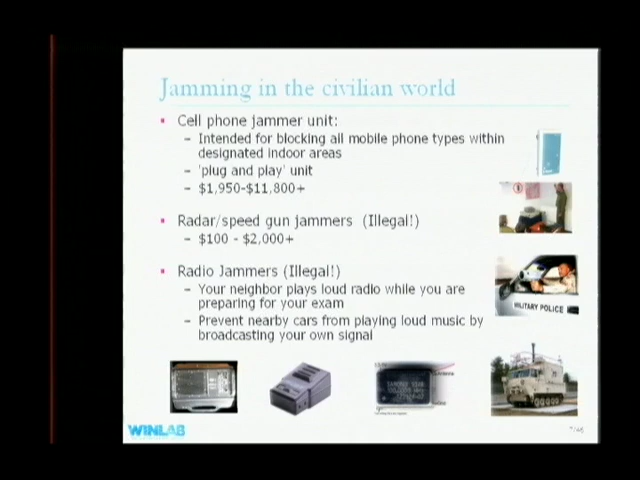 Jamming in the civilian world
Cell phone jammer unit:
– Intended for blocking all mobile phone types within
designated indoor areas
– 'plug and play' unit
– $1,950-$11,800+
Radar/speed gun jammers (Illegal!)
– $100 - $2,000+
Radio Jammers (Illegal!)
– Your neighbor plays loud radio while you are
preparing for your exam
– Prevent nearby cars from playing loud music by
broadcasting your own signal
MILITARY POLICE
WINLAB